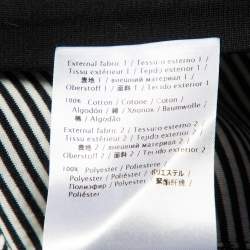 External fabric 1 / Tessuto esterno 1 /
Tissu extérieur 1 / Tejido exterior 1
/ 表地 1 / внешний материал 1 /
Oberstoff 1 / 面料 1 / Tecido exterior 1
100% Cotton / Cotone / Coton /
Algodón / 綿 / Хлопок / Baumwolle
/ 棉 / Algodão
External fabric 2 / Tessuto esterno 2 /
Tissu extérieur 2 / Tejido exterior 2
/ 表地 2 / внешний материал 2 /
Oberstoff 2 / 面料 2 / Tecido exterior 2
100% Polyester / Poliestere /
Polyester / Poliéster / ポリエステル /
Полиэфир / Polyester / 聚酯纤维 /
Poliéster